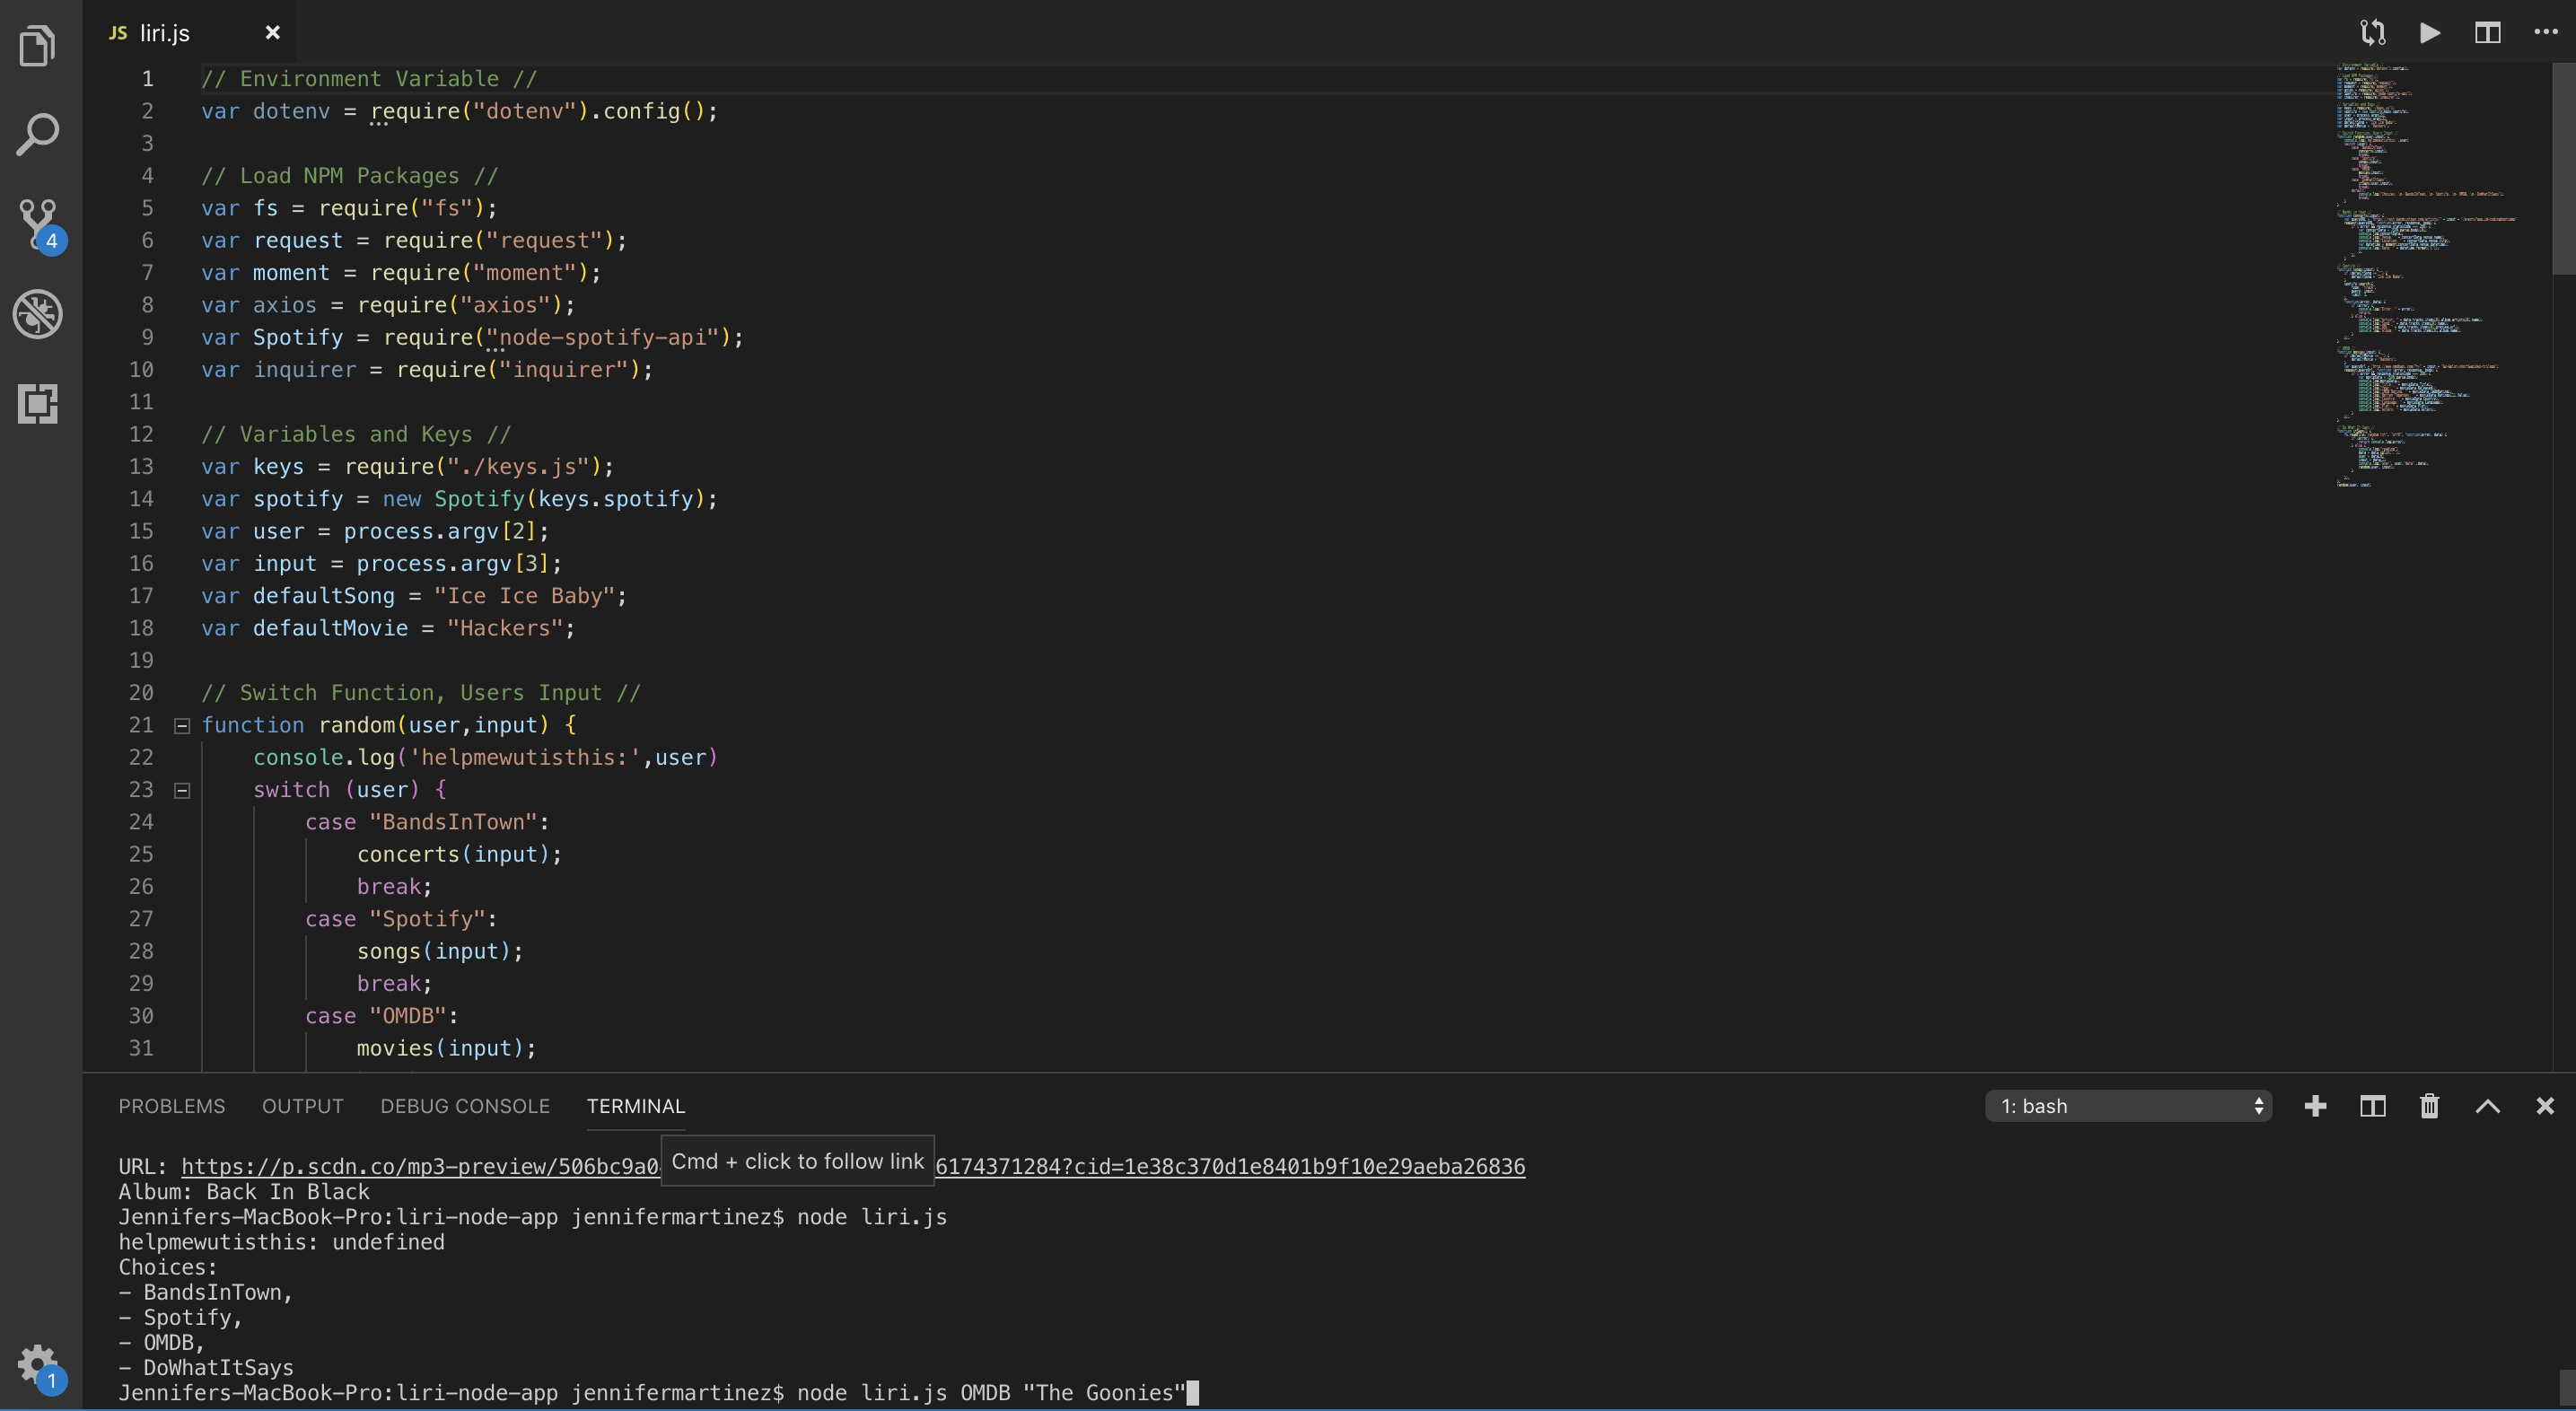 JS liri.js
1 // Environment Variable //
2 var dotenv = require("dotenv").config();
3
4 // Load NPM Packages //
5 var fs = require("fs");
6 var request = require("request");
7 var moment = require("moment");
8 var axios = require("axios");
9 var Spotify = require("node-spotify-api");
10 var inquirer = require("inquirer");
11
12 // Variables and Keys //
13 var keys = require("./keys.js");
14 var spotify = new Spotify(keys.spotify);
15 var user = process.argv[2];
16 var input = process.argv[3];
17 var defaultSong = "Ice Ice Baby";
18 var defaultMovie = "Hackers";
19
20 // Switch Function, Users Input //
21 function random(user,input) {
22 console.log('helpmewutisthis:',user)
23 switch (user) {
24 case "BandsInTown":
25 concerts(input);
26 break;
27 case "Spotify":
28 songs(input);
29 break;
30 case "OMDB":
31 movies(input);
4
1
PROBLEMS OUTPUT DEBUG CONSOLE TERMINAL 1: bash
Cmd + click to follow link
URL: https://p.scdn.co/mp3-preview/506bc9a0 6174371284?cid=1e38c370d1e8401b9f10e29aeba26836
Album: Back In Black
Jennifers-MacBook-Pro:liri-node-app jennifermartinez$ node liri.js
helpmewutisthis: undefined
Choices:
- BandsInTown,
- Spotify,
- OMDB,
- DoWhatItSays
Jennifers-MacBook-Pro:liri-node-app jennifermartinez$ node liri.js OMDB "The Goonies"